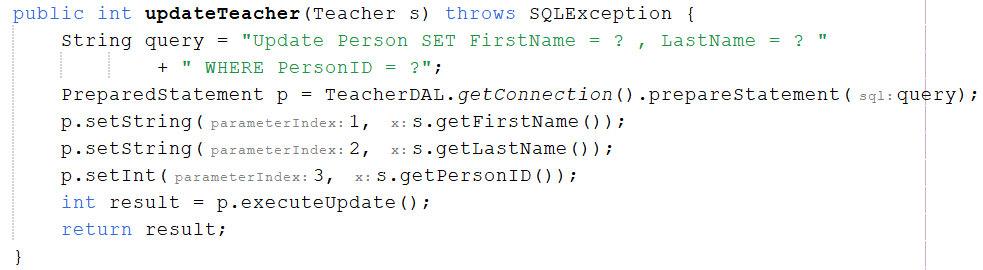 public int updateTeacher(Teacher s) throws SQLException {
    String query = "Update Person SET FirstName = ? , LastName = ? "
            + " WHERE PersonID = ?";
    PreparedStatement p = TeacherDAL.getConnection().prepareStatement( sql: query);
    p.setString( parameterIndex: 1,  x: s.getFirstName());
    p.setString( parameterIndex: 2,  x: s.getLastName());
    p.setInt( parameterIndex: 3,  x: s.getPersonID());
    int result = p.executeUpdate();
    return result;
}